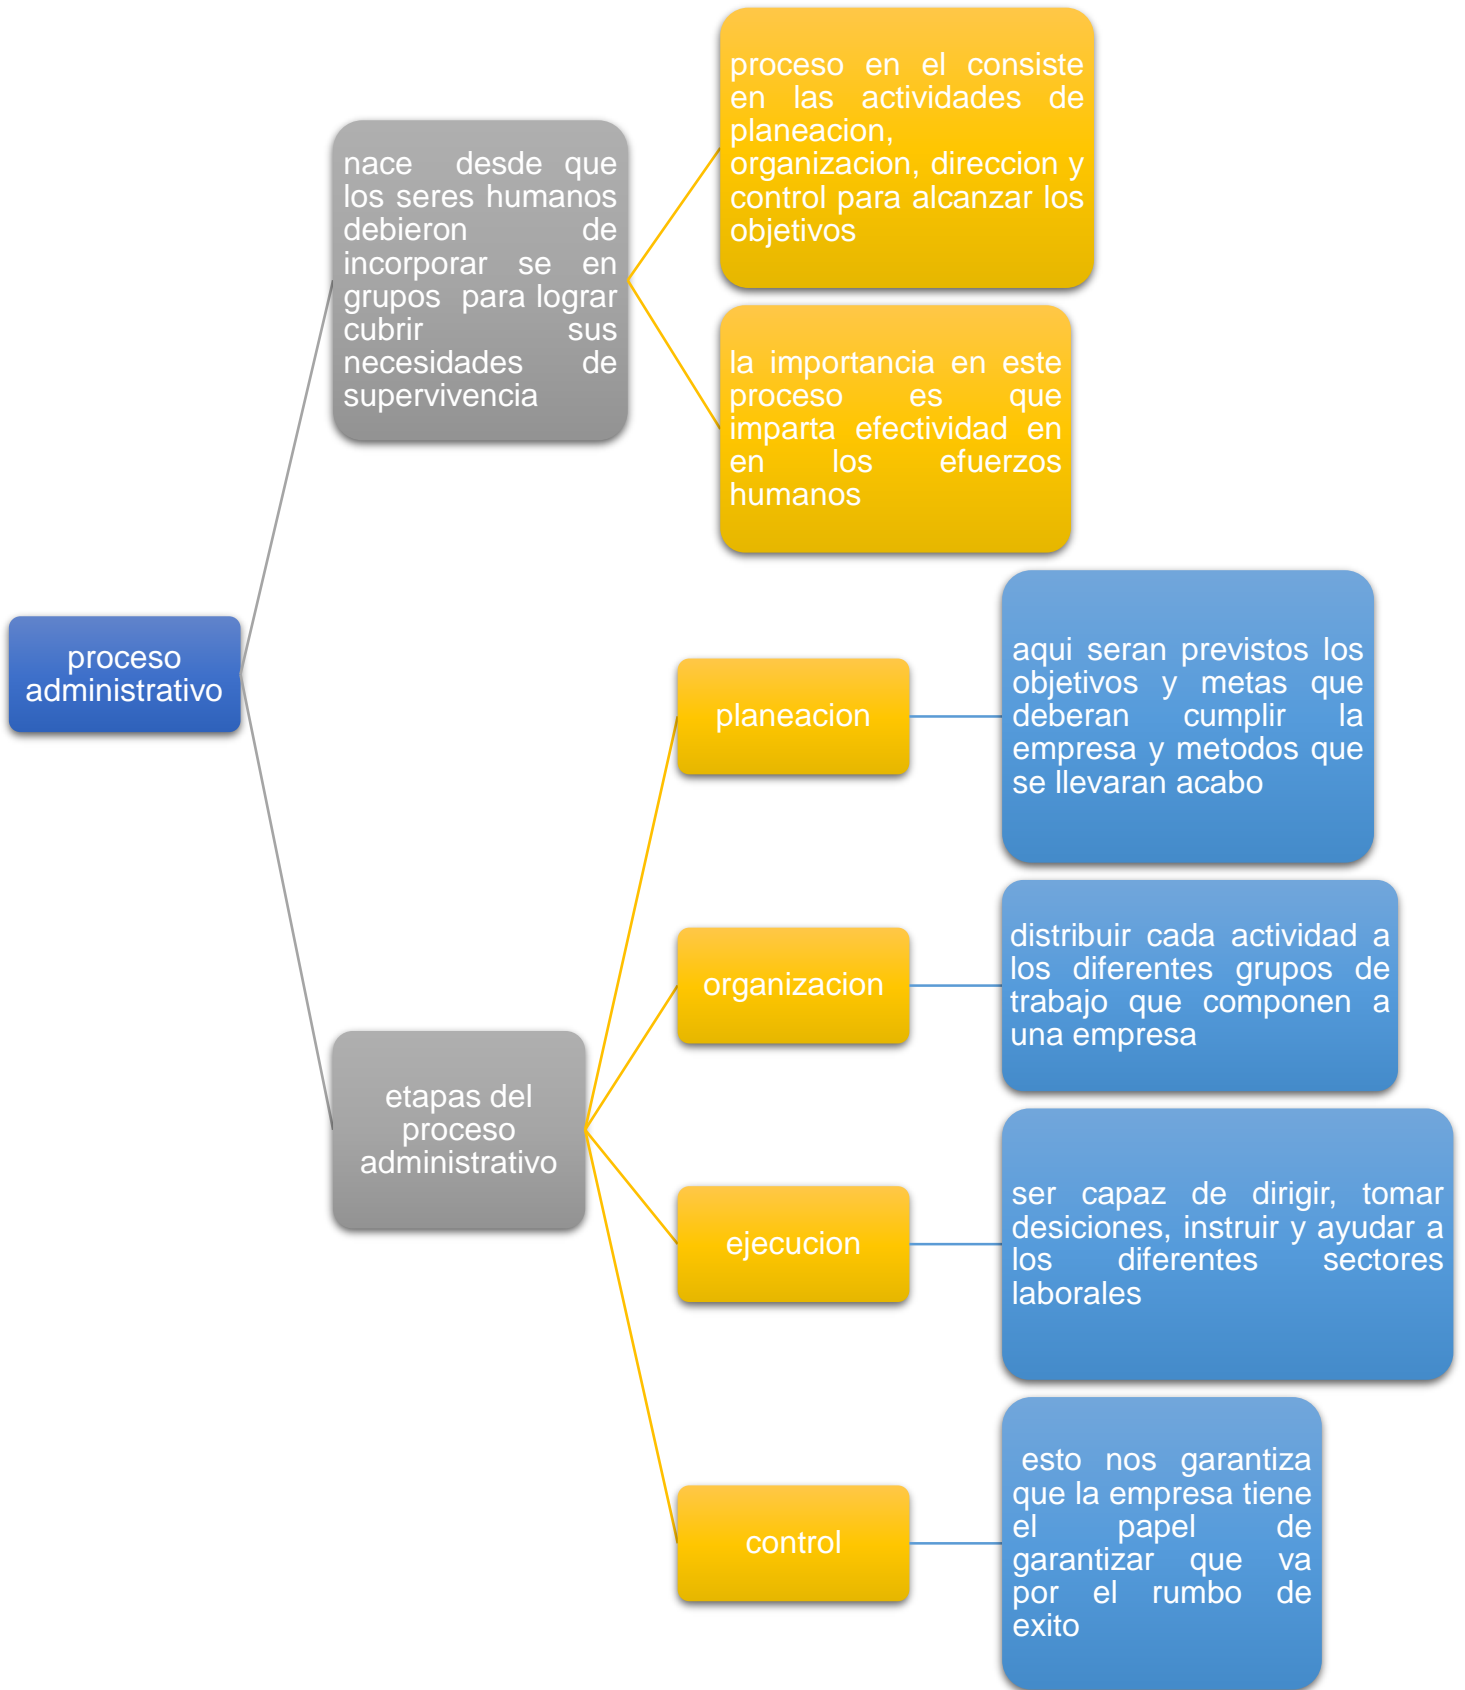 proceso
administrativo
nace desde que
los seres humanos
debieron de
incorporar se en
grupos para lograr
cubrir sus
necesidades de
supervivencia
proceso en el consiste
en las actividades de
planeacion,
organizacion, direccion y
control para alcanzar los
objetivos
la importancia en este
proceso es que
imparta efectividad en
en los efuerzos
humanos
etapas del
proceso
administrativo
planeacion
aqui seran previstos los
objetivos y metas que
deberan cumplir la
empresa y metodos que
se llevaran acabo
organizacion
distribuir cada actividad a
los diferentes grupos de
trabajo que componen a
una empresa
ejecucion
ser capaz de dirigir, tomar
desiciones, instruir y ayudar a
los diferentes sectores
laborales
control
esto nos garantiza
que la empresa tiene
el papel de
garantizar que va
por el rumbo de
exito